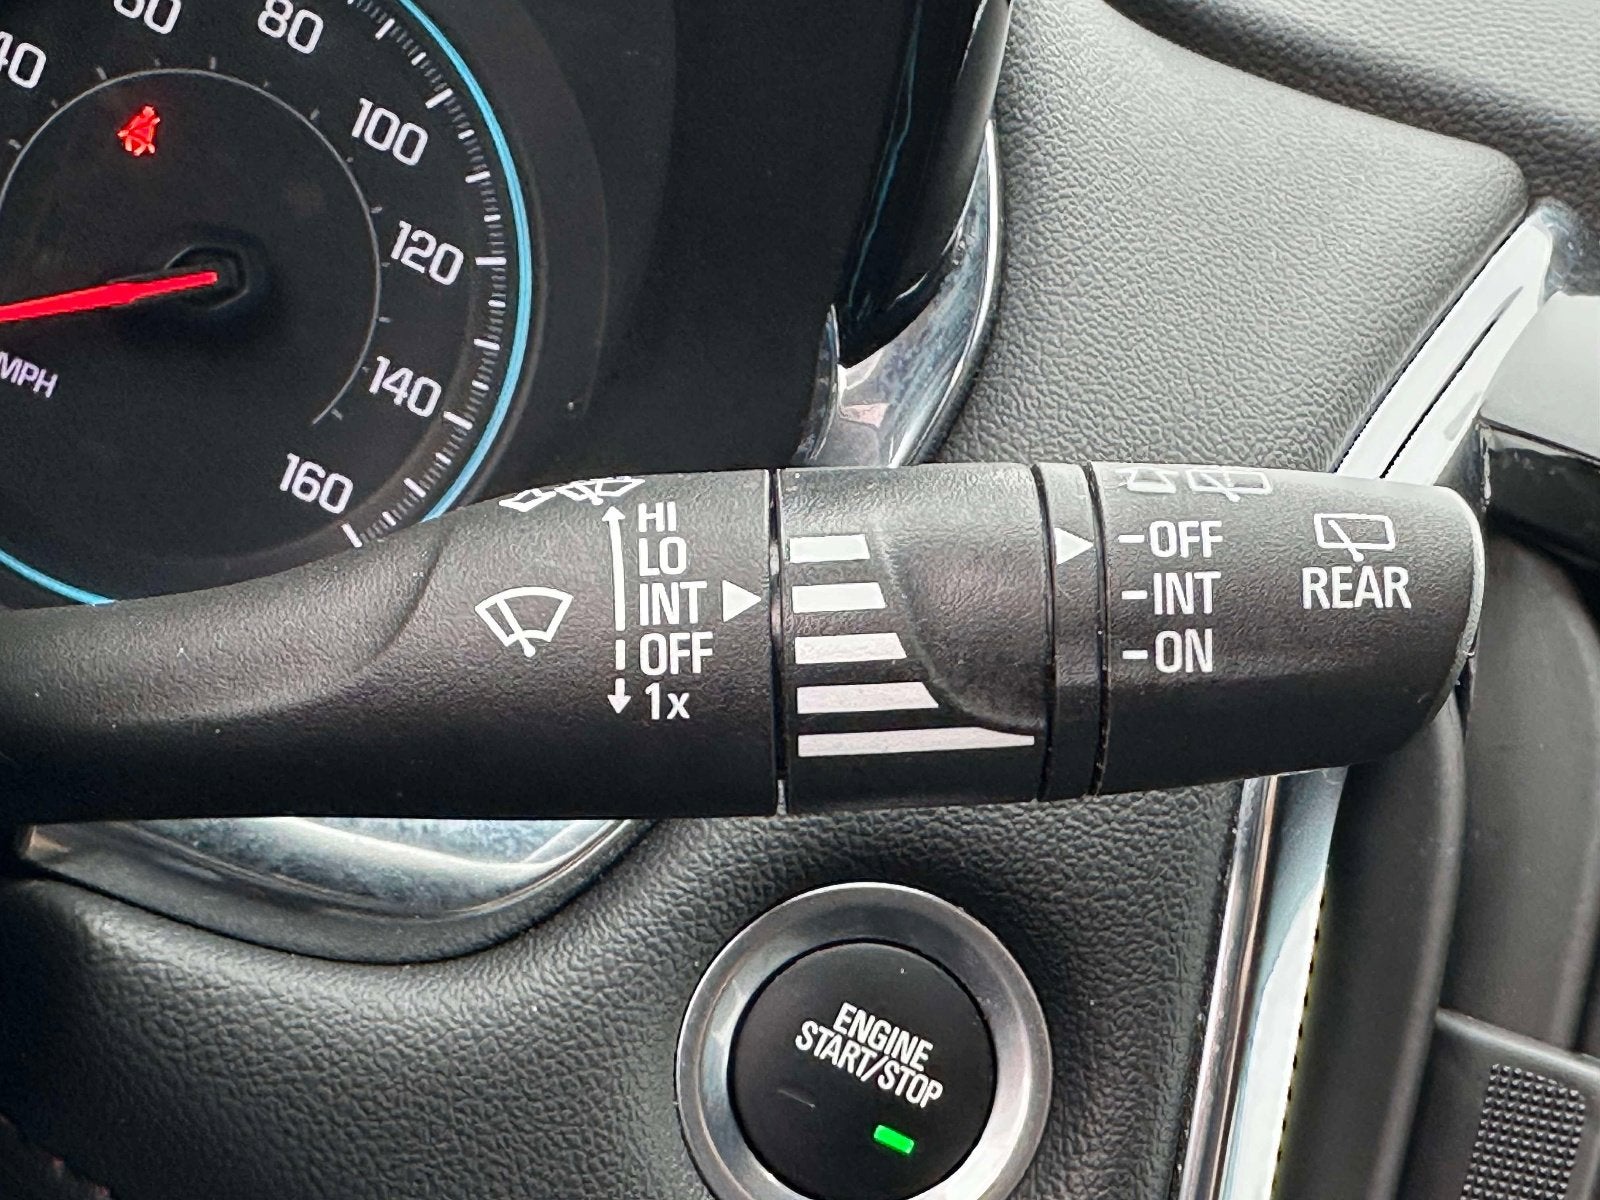 80
100
120
140
160
MPH
HI
LO
INT
OFF
1x
-OFF
-INT
-ON
REAR
ENGINE
START/STOP